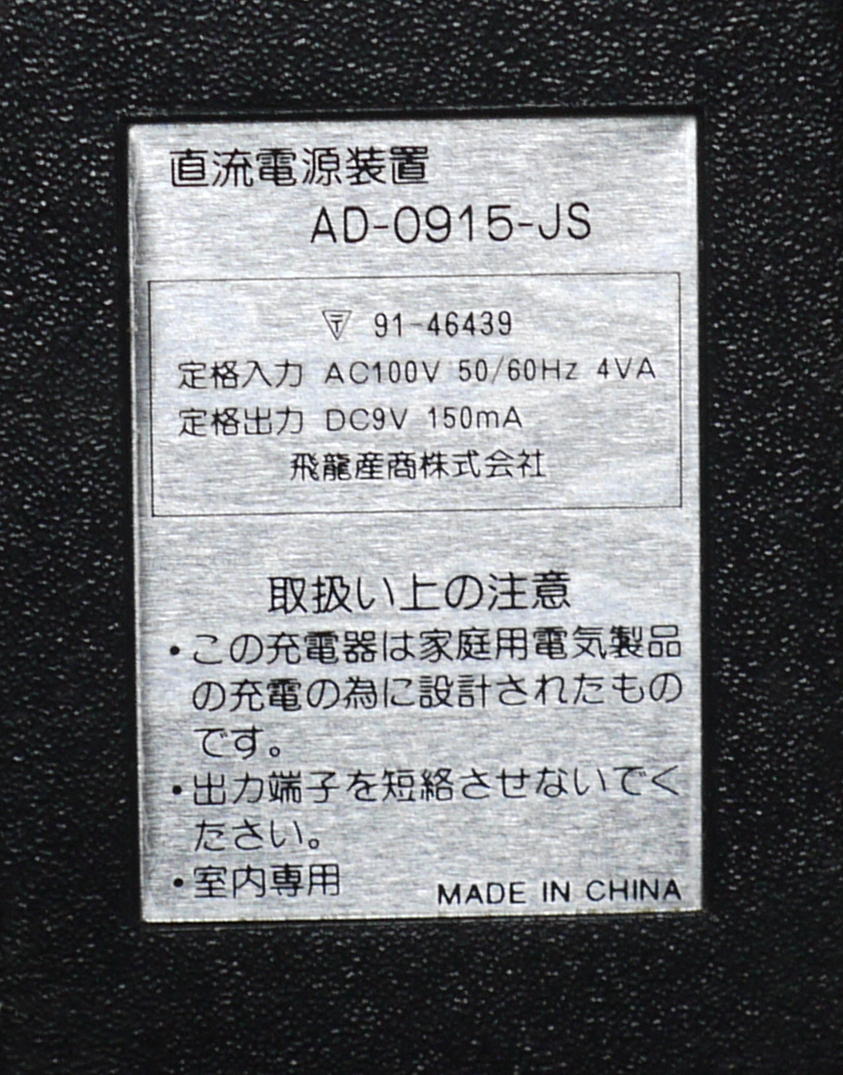 直流電源装置
AD-0915-JS
〒 91-46439
定格入力 AC100V 50/60Hz 4VA
定格出力 DC9V 150mA
飛龍産商株式会社
取扱い上の注意
・この充電器は家庭用電気製品
の充電の為に設計されたもの
です。
・出力端子を短絡させないでく
ださい。
・室内専用
MADE IN CHINA